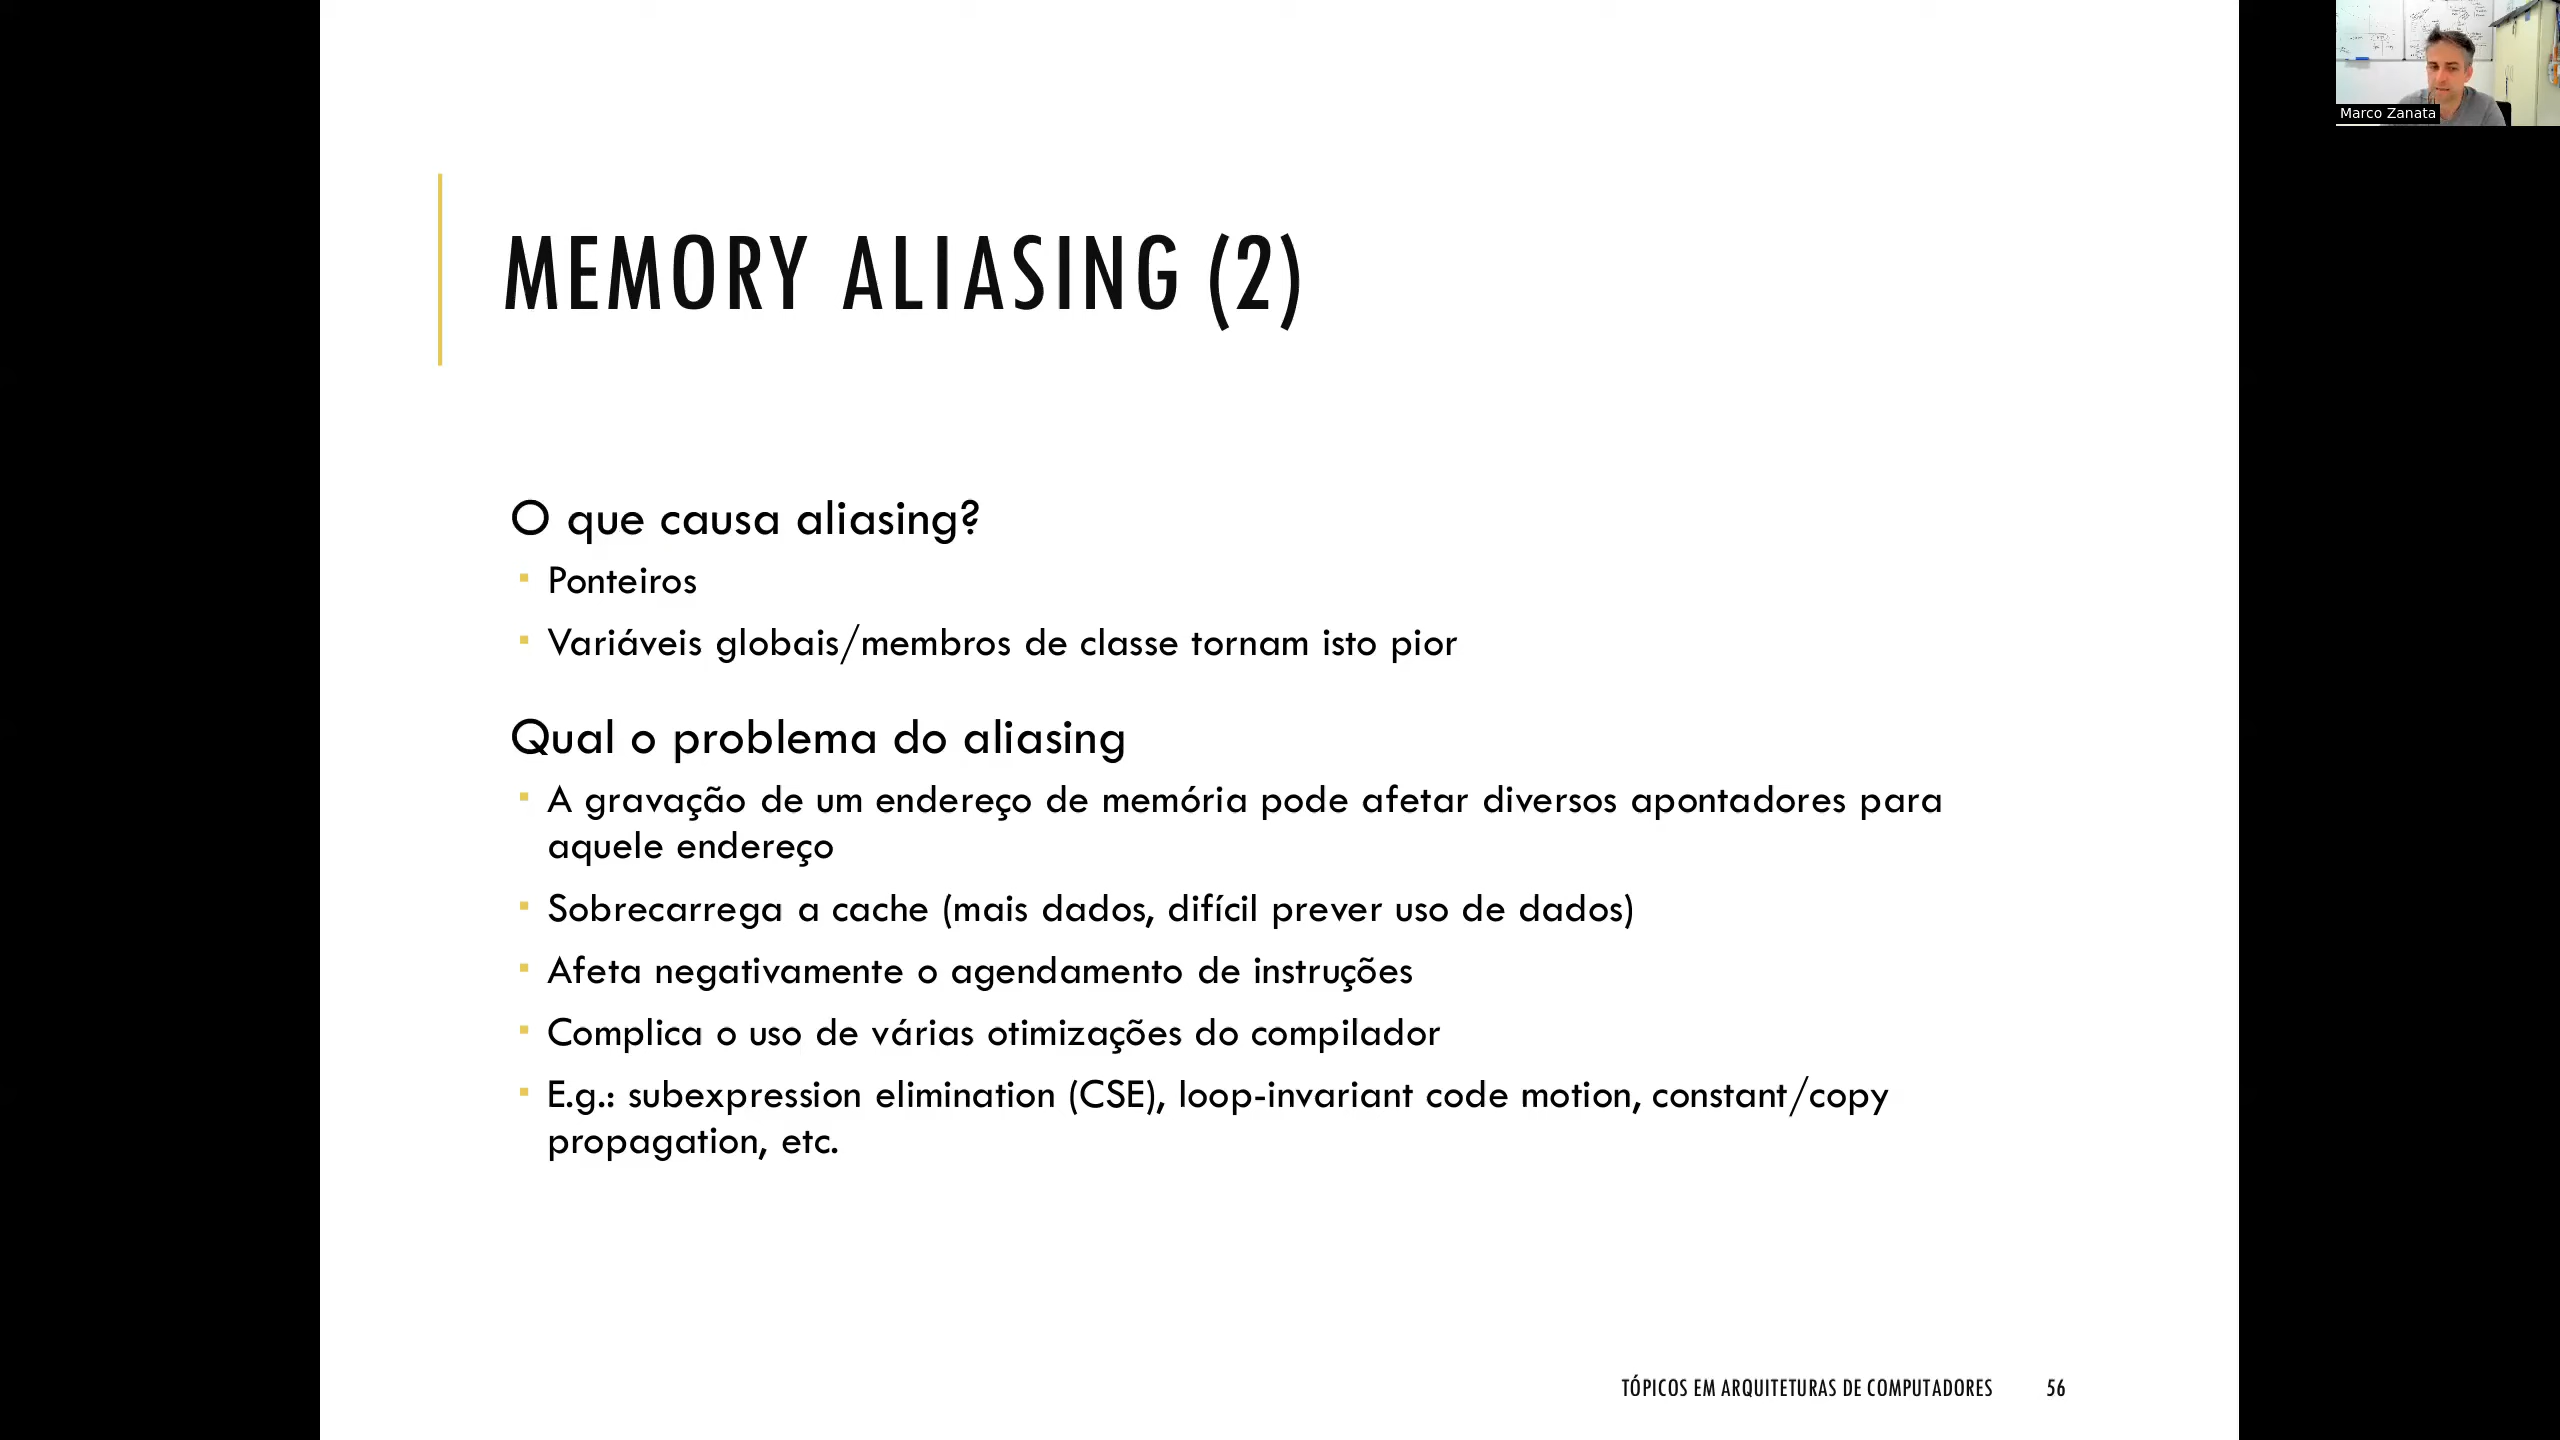 Marco Zanata
MEMORY ALIASING (2)
O que causa aliasing?
▪ Ponteiros
▪ Variáveis globais/membros de classe tornam isto pior
Qual o problema do aliasing
▪ A gravação de um endereço de memória pode afetar diversos apontadores para
aquele endereço
▪ Sobrecarrega a cache (mais dados, difícil prever uso de dados)
▪ Afeta negativamente o agendamento de instruções
▪ Complica o uso de várias otimizações do compilador
▪ E.g.: subexpression elimination (CSE), loop-invariant code motion, constant/copy
propagation, etc.
TÓPICOS EM ARQUITETURAS DE COMPUTADORES 56